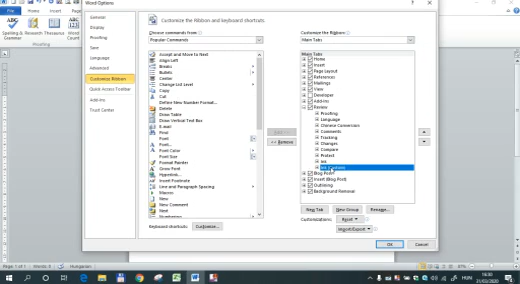 Word Options
File
Home
Insert
Page
Spelling & Grammar
Research
Thesaurus
Word Count
Proofing
General
Display
Proofing
Save
Language
Advanced
Customize Ribbon
Quick Access Toolbar
Add-Ins
Trust Center
Customize the Ribbon and keyboard shortcuts.
Choose commands from:
Popular Commands
Accept and Move to Next
Align Left
Breaks
Bullets
Center
Change List Level
Copy
Cut
Define New Number Format...
Delete
Draw Table
Draw Vertical Text Box
E-mail
Find
Font
Font...
Font Color
Font Size
Format Painter
Grow Font
Hyperlink...
Insert Footnote
Line and Paragraph Spacing
Macros
New
New Comment
Next
Keyboard shortcuts:
Customize...
Add >>
<< Remove
Customize the Ribbon:
Main Tabs
Main Tabs
Home
Insert
Page Layout
References
Mailings
View
Developer
Add-Ins
Review
Proofing
Language
Chinese Conversion
Comments
Tracking
Changes
Compare
Protect
Ink
Blog Post
Insert (Blog Post)
Outlining
Background Removal
New Tab
New Group
Rename...
Customizations:
Reset
Import/Export
OK
Cancel
Page: 1 of 1
Words: 0
Hungarian
HUN